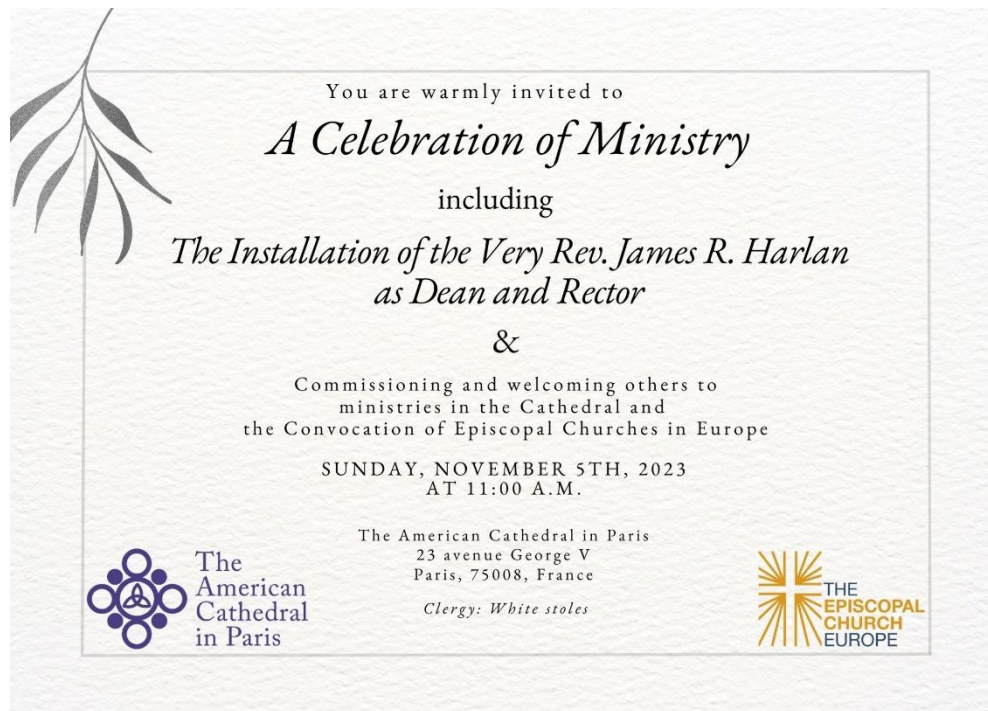 You are warmly invited to
A Celebration of Ministry
including
The Installation of the Very Rev. James R. Harlan
as Dean and Rector
&
Commissioning and welcoming others to
ministries in the Cathedral and
the Convocation of Episcopal Churches in Europe
SUNDAY, NOVEMBER 5TH, 2023
AT 11:00 A.M.
The American Cathedral in Paris
23 avenue George V
Paris, 75008, France
Clergy: White stoles
The
American
Cathedral
in Paris
THE
EPISCOPAL
CHURCH
EUROPE